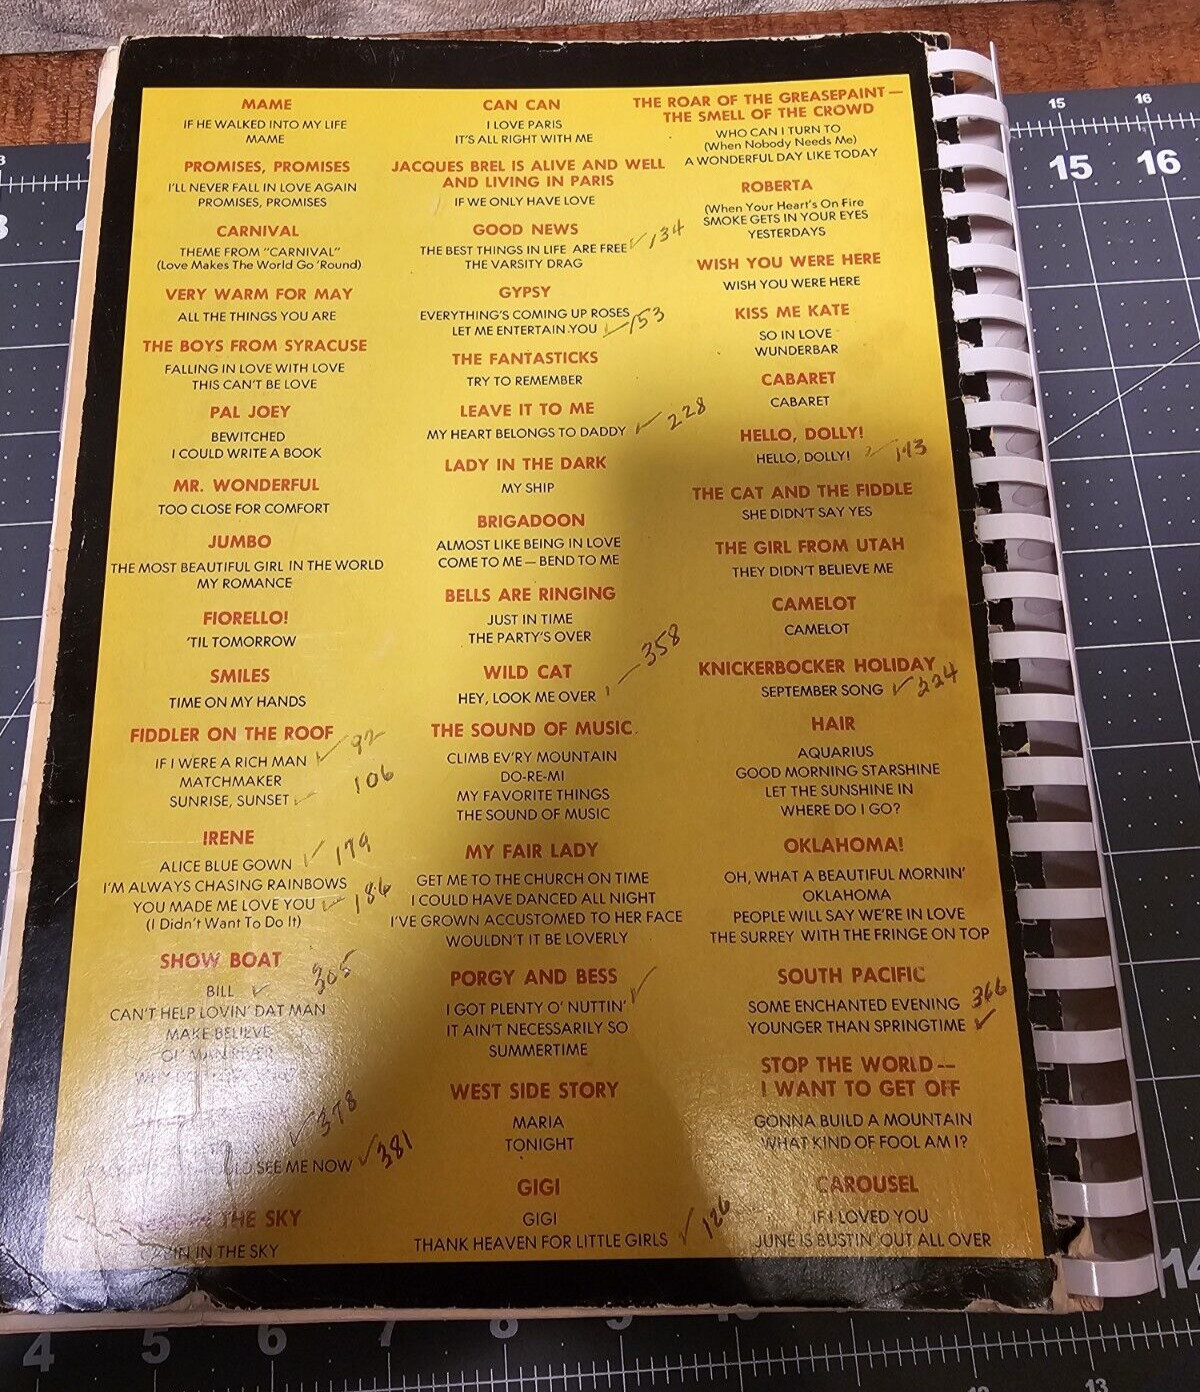 MAME
IF HE WALKED INTO MY LIFE
MAME
PROMISES, PROMISES
I'LL NEVER FALL IN LOVE AGAIN
PROMISES, PROMISES
CARNIVAL
THEME FROM "CARNIVAL"
(Love Makes The World Go 'Round)
VERY WARM FOR MAY
ALL THE THINGS YOU ARE
THE BOYS FROM SYRACUSE
FALLING IN LOVE WITH LOVE
THIS CAN'T BE LOVE
PAL JOEY
BEWITCHED
I COULD WRITE A BOOK
MR. WONDERFUL
TOO CLOSE FOR COMFORT
JUMBO
THE MOST BEAUTIFUL GIRL IN THE WORLD
MY ROMANCE
FIORELLO!
'TIL TOMORROW
SMILES
TIME ON MY HANDS
FIDDLER ON THE ROOF
IF I WERE A RICH MAN ✓ 92
MATCHMAKER
SUNRISE, SUNSET ✓ 106
IRENE
ALICE BLUE GOWN ✓ 179
I'M ALWAYS CHASING RAINBOWS
YOU MADE ME LOVE YOU ✓ 186
(I Didn't Want To Do It)
SHOW BOAT
BILL ✓ 305
CAN'T HELP LOVIN' DAT MAN
MAKE BELIEVE
OL' MAN RIVER
✓ 378
SEE ME NOW ✓ 381
THE SKY
IN THE SKY
CAN CAN
I LOVE PARIS
IT'S ALL RIGHT WITH ME
JACQUES BREL IS ALIVE AND WELL
AND LIVING IN PARIS
IF WE ONLY HAVE LOVE
GOOD NEWS
THE BEST THINGS IN LIFE ARE FREE ✓ 134
THE VARSITY DRAG
GYPSY
EVERYTHING'S COMING UP ROSES
LET ME ENTERTAIN YOU ✓ 153
THE FANTASTICKS
TRY TO REMEMBER
LEAVE IT TO ME
MY HEART BELONGS TO DADDY ✓ 228
LADY IN THE DARK
MY SHIP
BRIGADOON
ALMOST LIKE BEING IN LOVE
COME TO ME — BEND TO ME
BELLS ARE RINGING
JUST IN TIME
THE PARTY'S OVER
WILD CAT
HEY, LOOK ME OVER ✓ 358
THE SOUND OF MUSIC
CLIMB EV'RY MOUNTAIN
DO-RE-MI
MY FAVORITE THINGS
THE SOUND OF MUSIC
MY FAIR LADY
GET ME TO THE CHURCH ON TIME
I COULD HAVE DANCED ALL NIGHT
I'VE GROWN ACCUSTOMED TO HER FACE
WOULDN'T IT BE LOVERLY
PORGY AND BESS
I GOT PLENTY O' NUTTIN' ✓
IT AIN'T NECESSARILY SO
SUMMERTIME
WEST SIDE STORY
MARIA
TONIGHT
GIGI
GIGI
THANK HEAVEN FOR LITTLE GIRLS ✓ 126
THE ROAR OF THE GREASEPAINT —
THE SMELL OF THE CROWD
WHO CAN I TURN TO
(When Nobody Needs Me)
A WONDERFUL DAY LIKE TODAY
ROBERTA
(When Your Heart's On Fire
SMOKE GETS IN YOUR EYES
YESTERDAYS
WISH YOU WERE HERE
WISH YOU WERE HERE
KISS ME KATE
SO IN LOVE
WUNDERBAR
CABARET
CABARET
HELLO, DOLLY!
HELLO, DOLLY! ✓ 143
THE CAT AND THE FIDDLE
SHE DIDN'T SAY YES
THE GIRL FROM UTAH
THEY DIDN'T BELIEVE ME
CAMELOT
CAMELOT
KNICKERBOCKER HOLIDAY
SEPTEMBER SONG ✓ 224
HAIR
AQUARIUS
GOOD MORNING STARSHINE
LET THE SUNSHINE IN
WHERE DO I GO?
OKLAHOMA!
OH, WHAT A BEAUTIFUL MORNIN'
OKLAHOMA
PEOPLE WILL SAY WE'RE IN LOVE
THE SURREY WITH THE FRINGE ON TOP
SOUTH PACIFIC
SOME ENCHANTED EVENING 366
YOUNGER THAN SPRINGTIME ✓
STOP THE WORLD --
I WANT TO GET OFF
GONNA BUILD A MOUNTAIN
WHAT KIND OF FOOL AM I?
CAROUSEL
IF I LOVED YOU
JUNE IS BUSTIN' OUT ALL OVER
15 16
15 16
14
4 5 6 7 8 9 10
12 13